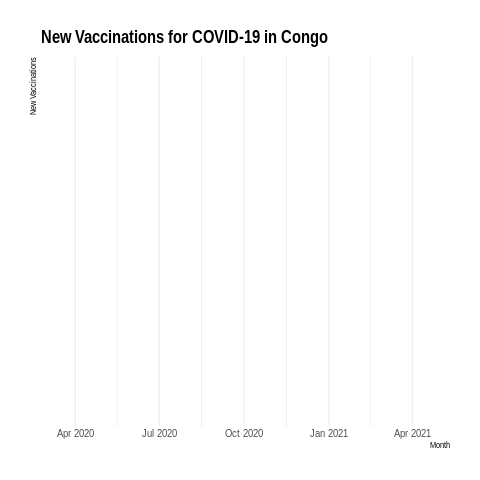 New Vaccinations for COVID-19 in Congo
New Vaccinations
Apr 2020 Jul 2020 Oct 2020 Jan 2021 Apr 2021
Month